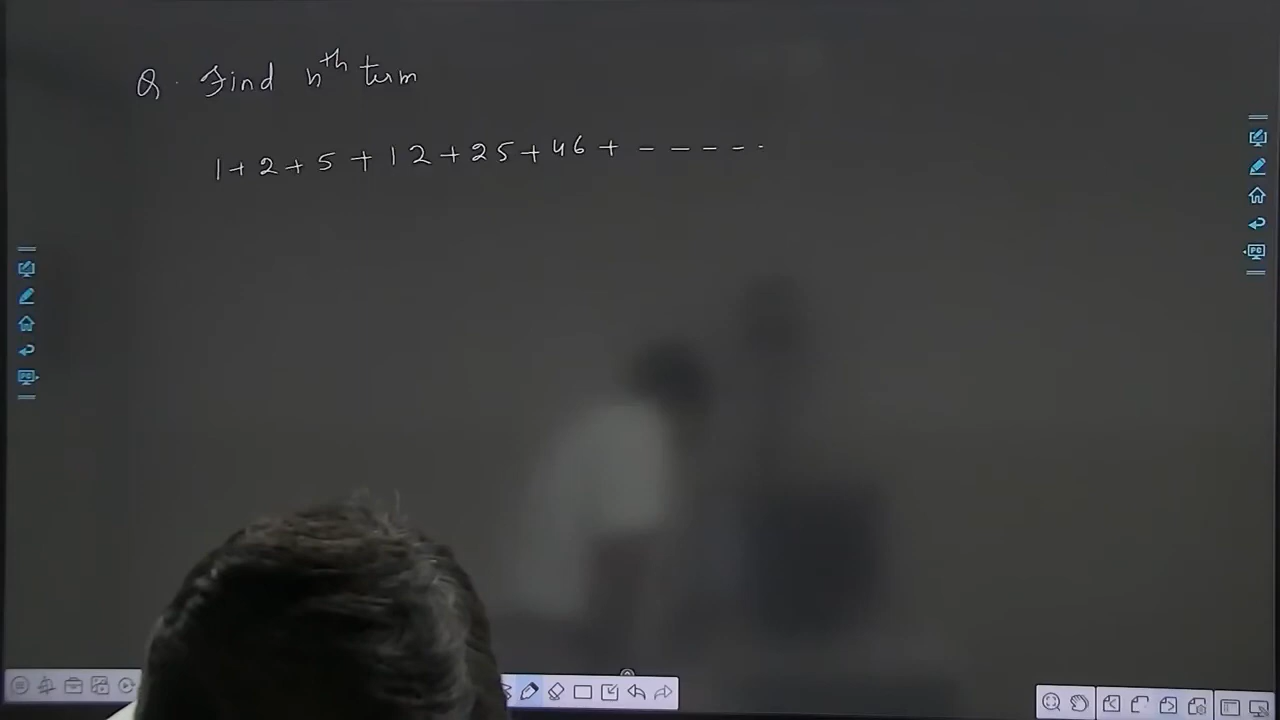 Q. Find nth term
1 + 2 + 5 + 12 + 25 + 46 + - - - - -